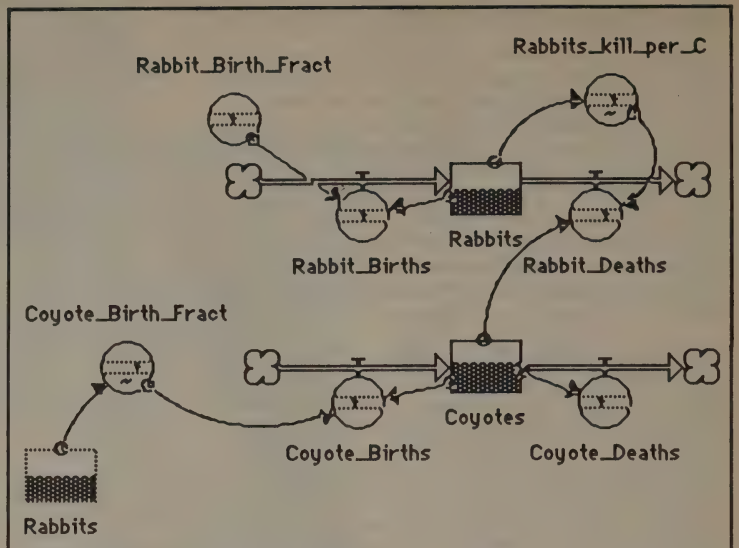 Rabbits_kill_per_C
Rabbit_Birth_Fract
Rabbits
Rabbit_Births
Rabbit_Deaths
Coyote_Birth_Fract
Coyotes
Coyote_Births
Coyote_Deaths
Rabbits